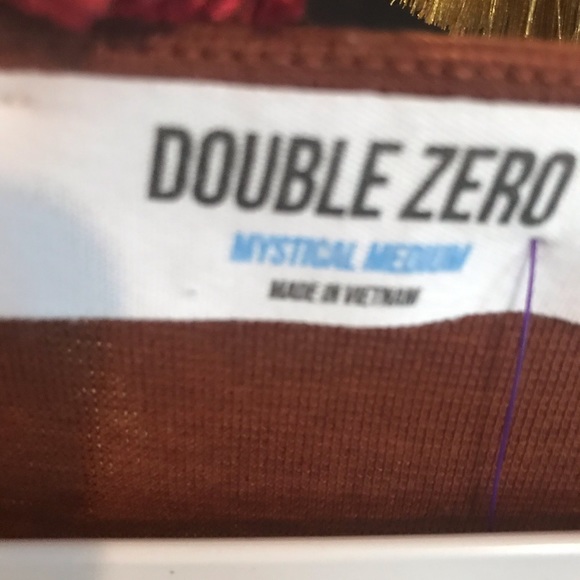 DOUBLE ZERO
MYSTICAL MEDIUM
MADE IN VIETNAM